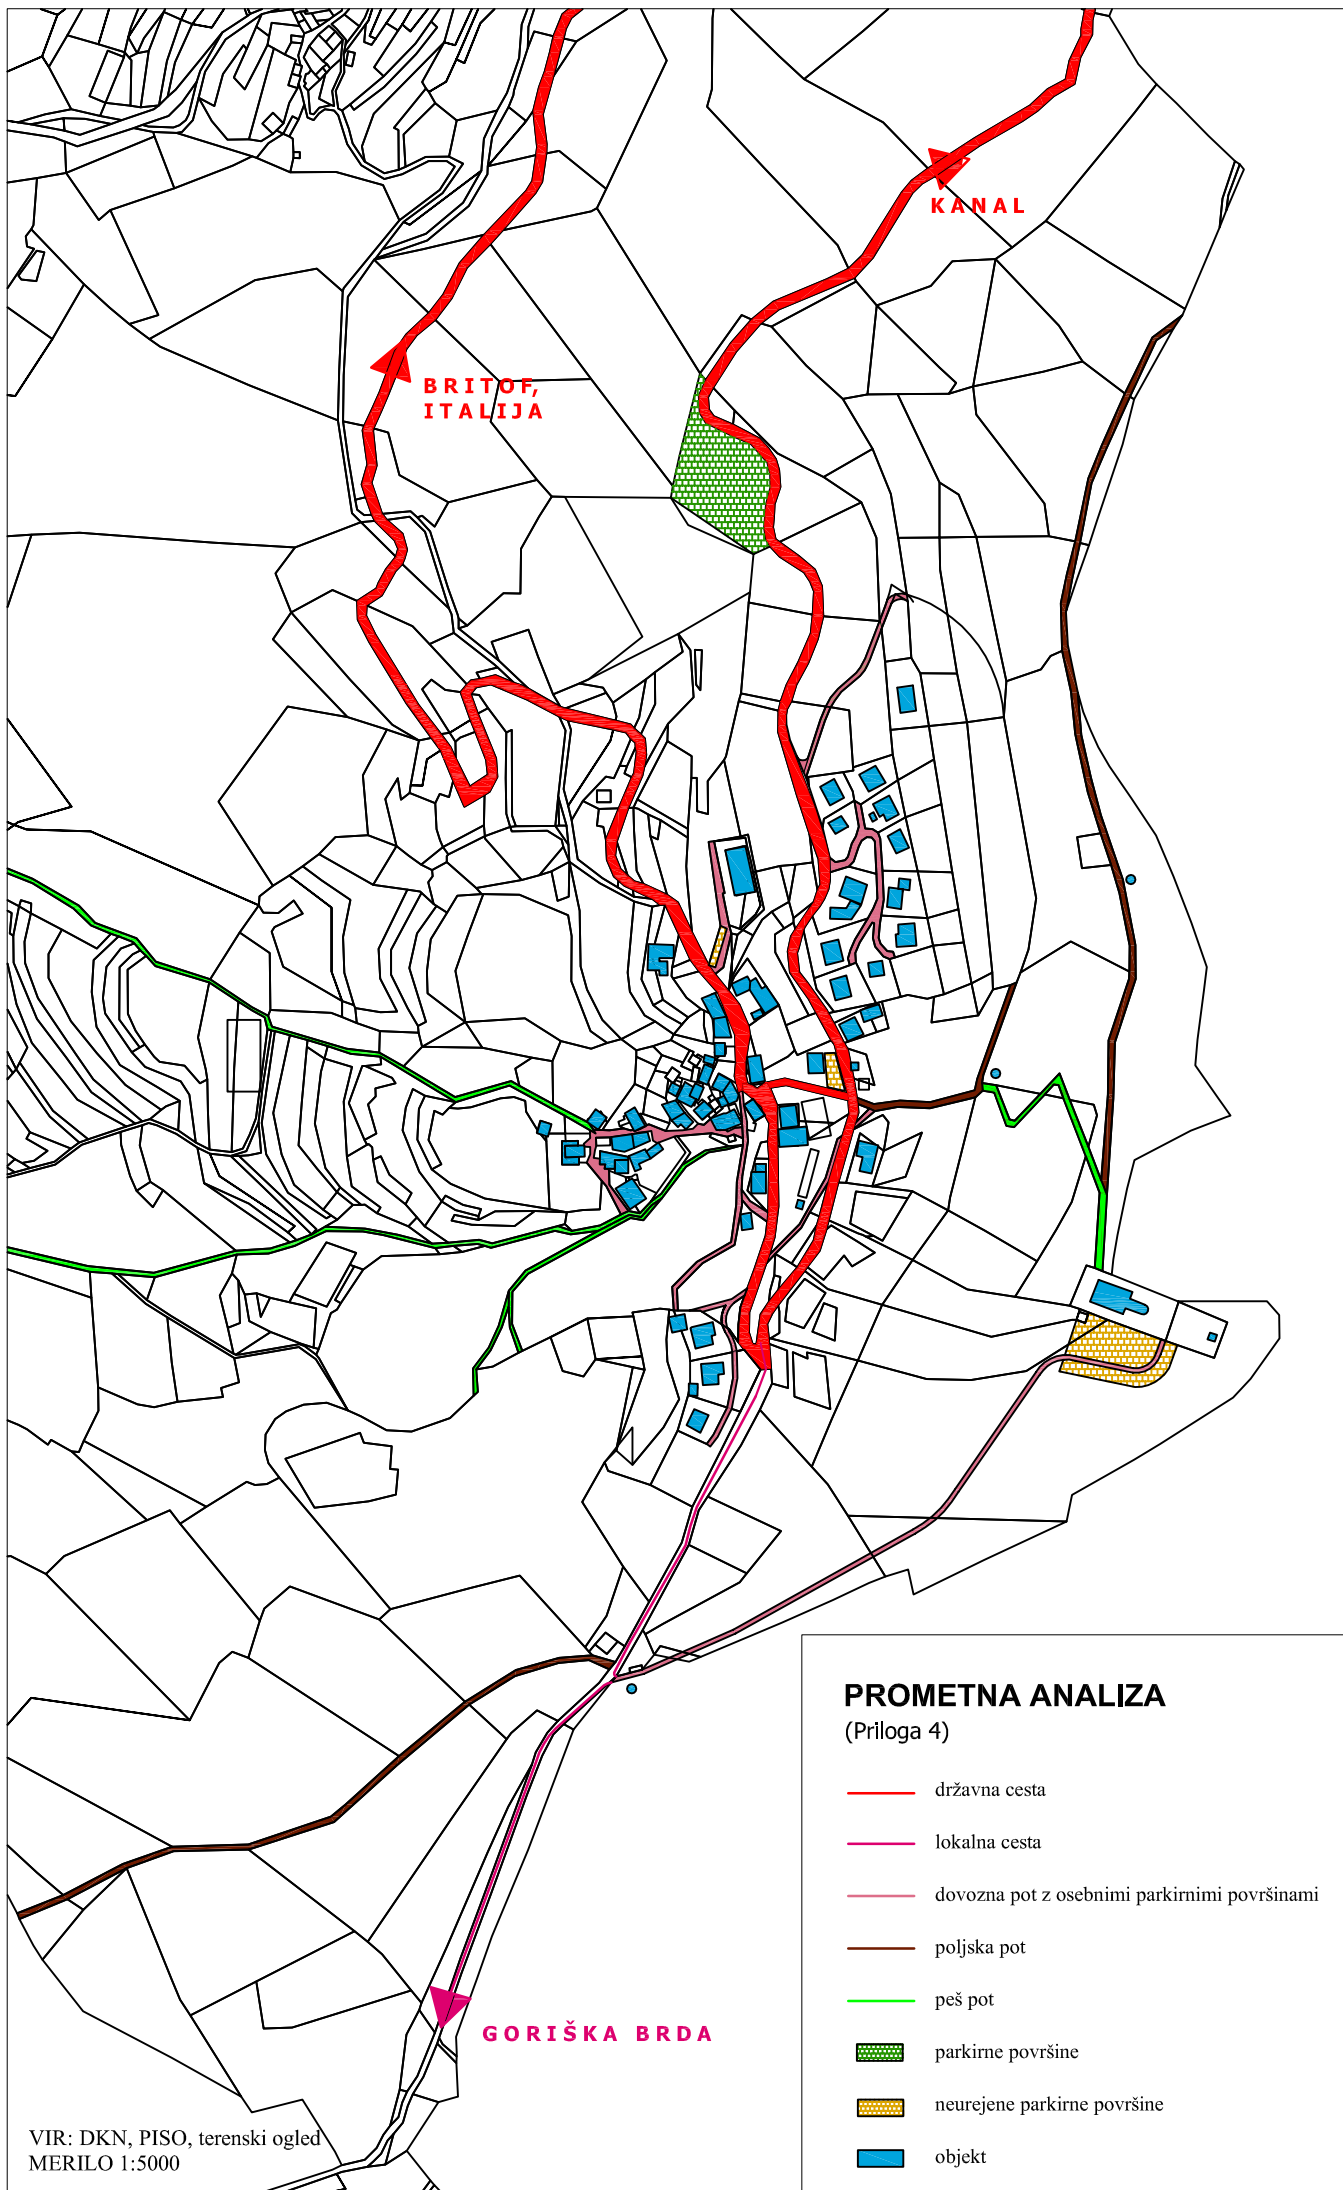 KANAL
BRITOF,
ITALIJA
GORIŠKA BRDA
PROMETNA ANALIZA
(Priloga 4)
državna cesta
lokalna cesta
dovozna pot z osebnimi parkirnimi površinami
poljska pot
peš pot
parkirne površine
neurejene parkirne površine
objekt
VIR: DKN, PISO, terenski ogled
MERILO 1:5000